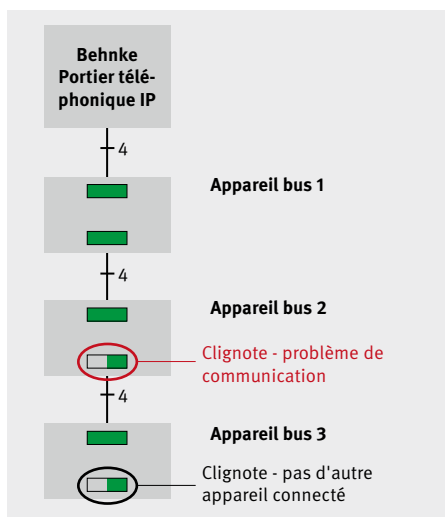 Behnke
Portier télé-
phonique IP
4
Appareil bus 1
4
Appareil bus 2
Clignote - problème de
communication
4
Appareil bus 3
Clignote - pas d'autre
appareil connecté